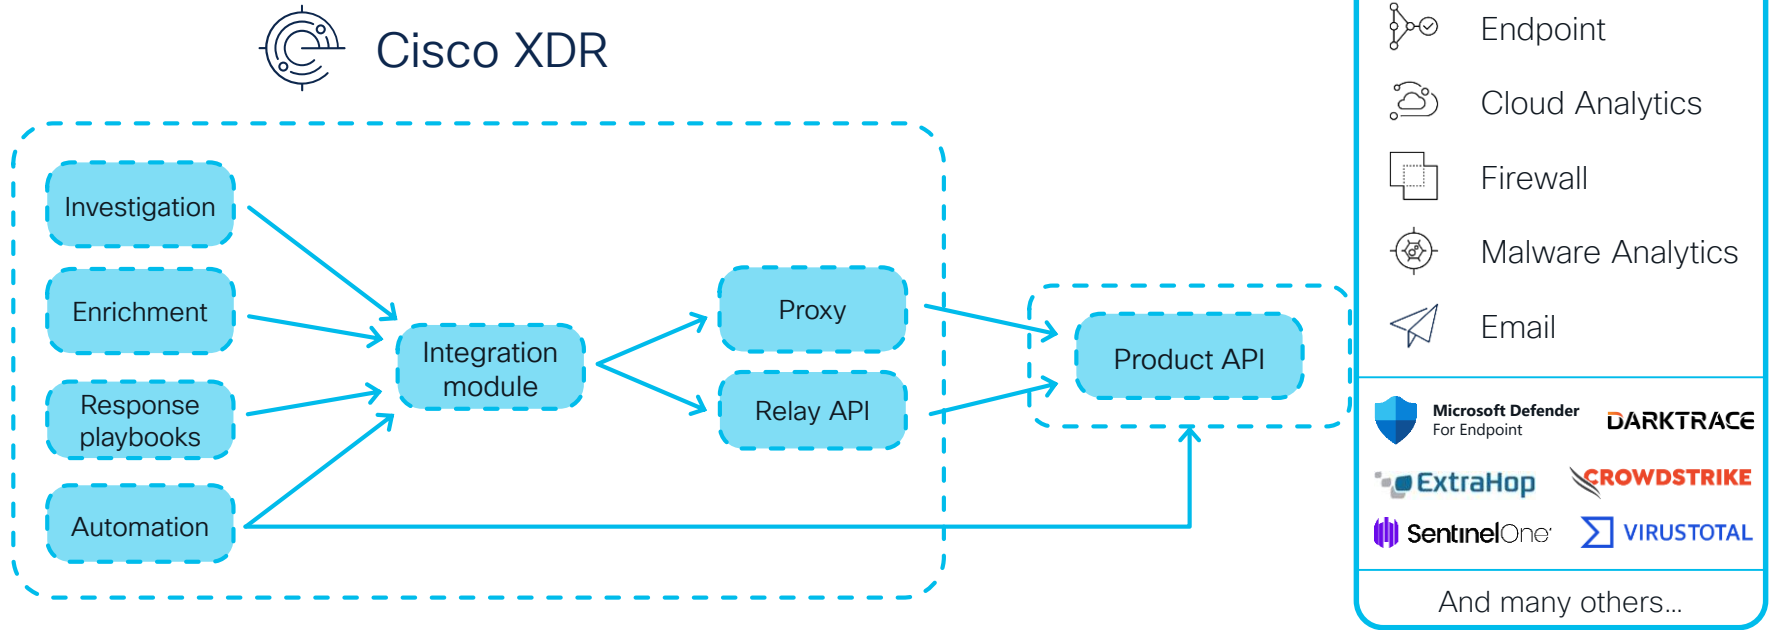 Cisco XDR
Investigation
Enrichment
Response
playbooks
Automation
Integration
module
Proxy
Relay API
Product API
Endpoint
Cloud Analytics
Firewall
Malware Analytics
Email
Microsoft Defender
For Endpoint
DARKTRACE
ExtraHop
CROWDSTRIKE
SentinelOne
VIRUSTOTAL
And many others...